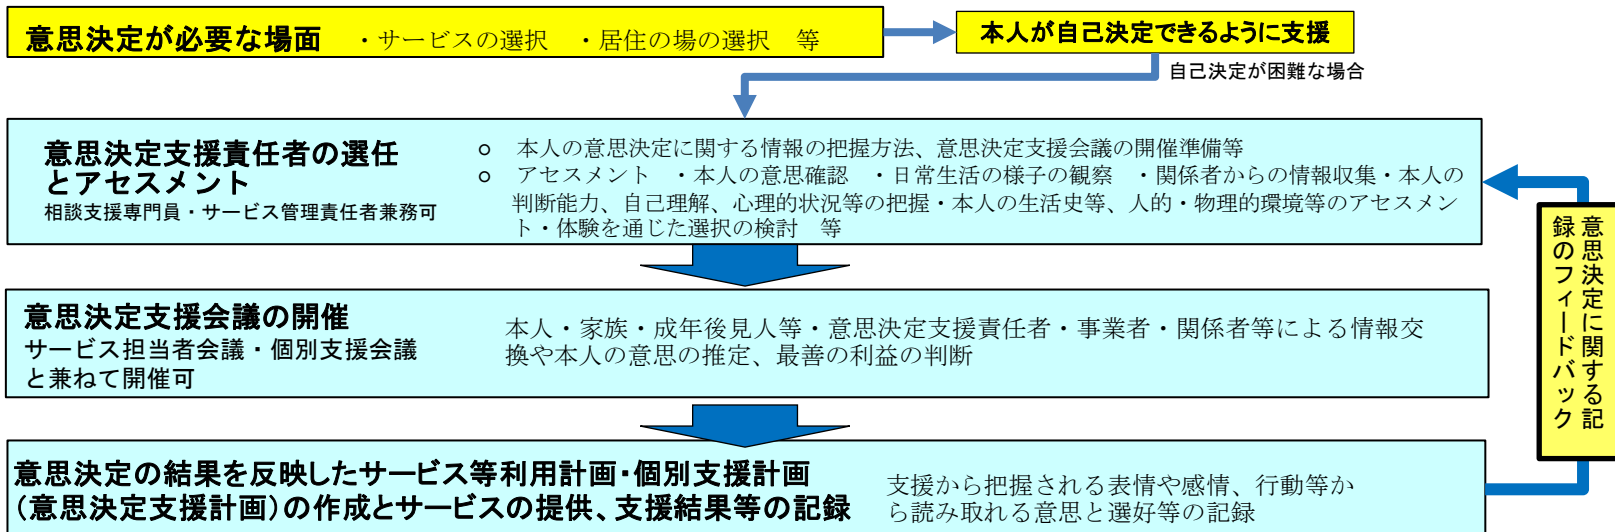 意思決定が必要な場面　・サービスの選択　・居住の場の選択　等
本人が自己決定できるように支援
自己決定が困難な場合
意思決定支援責任者の選任
とアセスメント
相談支援専門員・サービス管理責任者兼務可
○　本人の意思決定に関する情報の把握方法、意思決定支援会議の開催準備等
○　アセスメント　・本人の意思確認　・日常生活の様子の観察　・関係者からの情報収集・本人の
判断能力、自己理解、心理的状況等の把握・本人の生活史等、人的・物理的環境等のアセスメン
ト・体験を通じた選択の検討　等
意思決定支援会議の開催
サービス担当者会議・個別支援会議
と兼ねて開催可
本人・家族・成年後見人等・意思決定支援責任者・事業者・関係者等による情報交
換や本人の意思の推定、最善の利益の判断
意思決定の結果を反映したサービス等利用計画・個別支援計画
（意思決定支援計画）の作成とサービスの提供、支援結果等の記録
支援から把握される表情や感情、行動等か
ら読み取れる意思と選好等の記録
意思決定に関する記
録のフィードバック